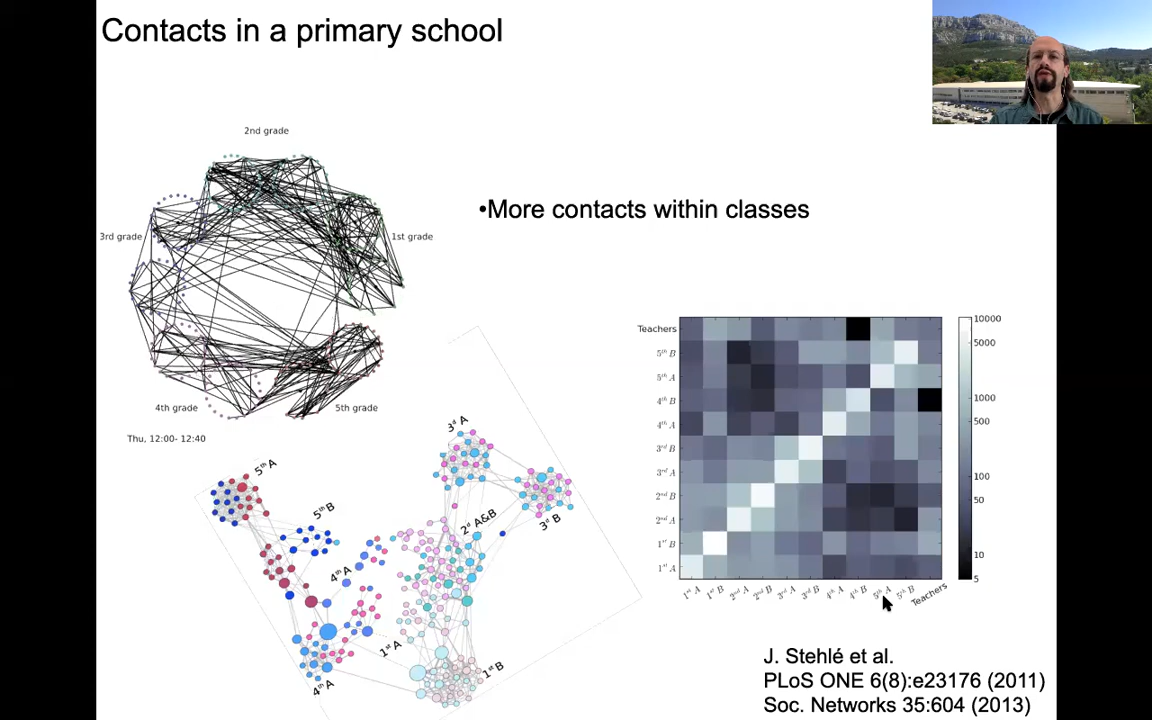 Contacts in a primary school
2nd grade
3rd grade
1st grade
4th grade
5th grade
Thu, 12:00- 12:40
•More contacts within classes
5th A
5th B
4th A
4th A
3d A
3d B
2d A&B
1st A
1st B
Teachers
5th B
5th A
4th B
4th A
3rd B
3rd A
2nd B
2nd A
1st B
1st A
1st A
1st B
2nd A
2nd B
3rd A
3rd B
4th A
4th B
5th A
5th B
Teachers
10000
5000
1000
500
100
50
10
5
J. Stehlé et al.
PLoS ONE 6(8):e23176 (2011)
Soc. Networks 35:604 (2013)